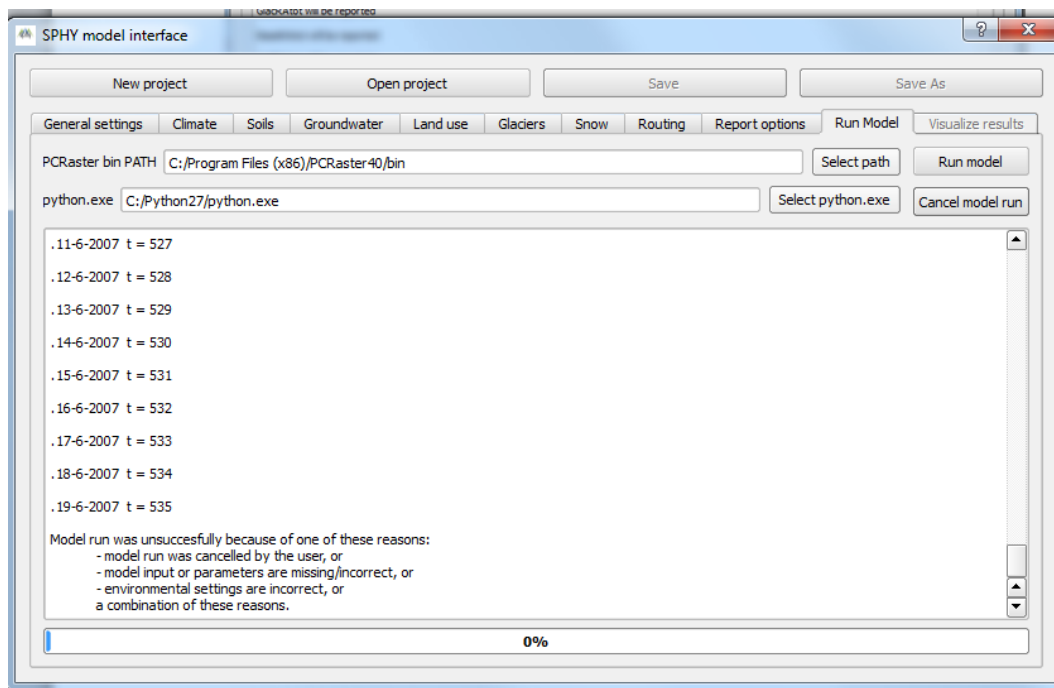 GlacRAtot will be reported
SPHY model interface
New project Open project Save Save As
General settings Climate Soils Groundwater Land use Glaciers Snow Routing Report options Run Model Visualize results
PCRaster bin PATH C:/Program Files (x86)/PCRaster40/bin Select path Run model
python.exe C:/Python27/python.exe Select python.exe Cancel model run
.11-6-2007 t = 527
.12-6-2007 t = 528
.13-6-2007 t = 529
.14-6-2007 t = 530
.15-6-2007 t = 531
.16-6-2007 t = 532
.17-6-2007 t = 533
.18-6-2007 t = 534
.19-6-2007 t = 535
Model run was unsuccesfully because of one of these reasons:
- model run was cancelled by the user, or
- model input or parameters are missing/incorrect, or
- environmental settings are incorrect, or
a combination of these reasons.
0%